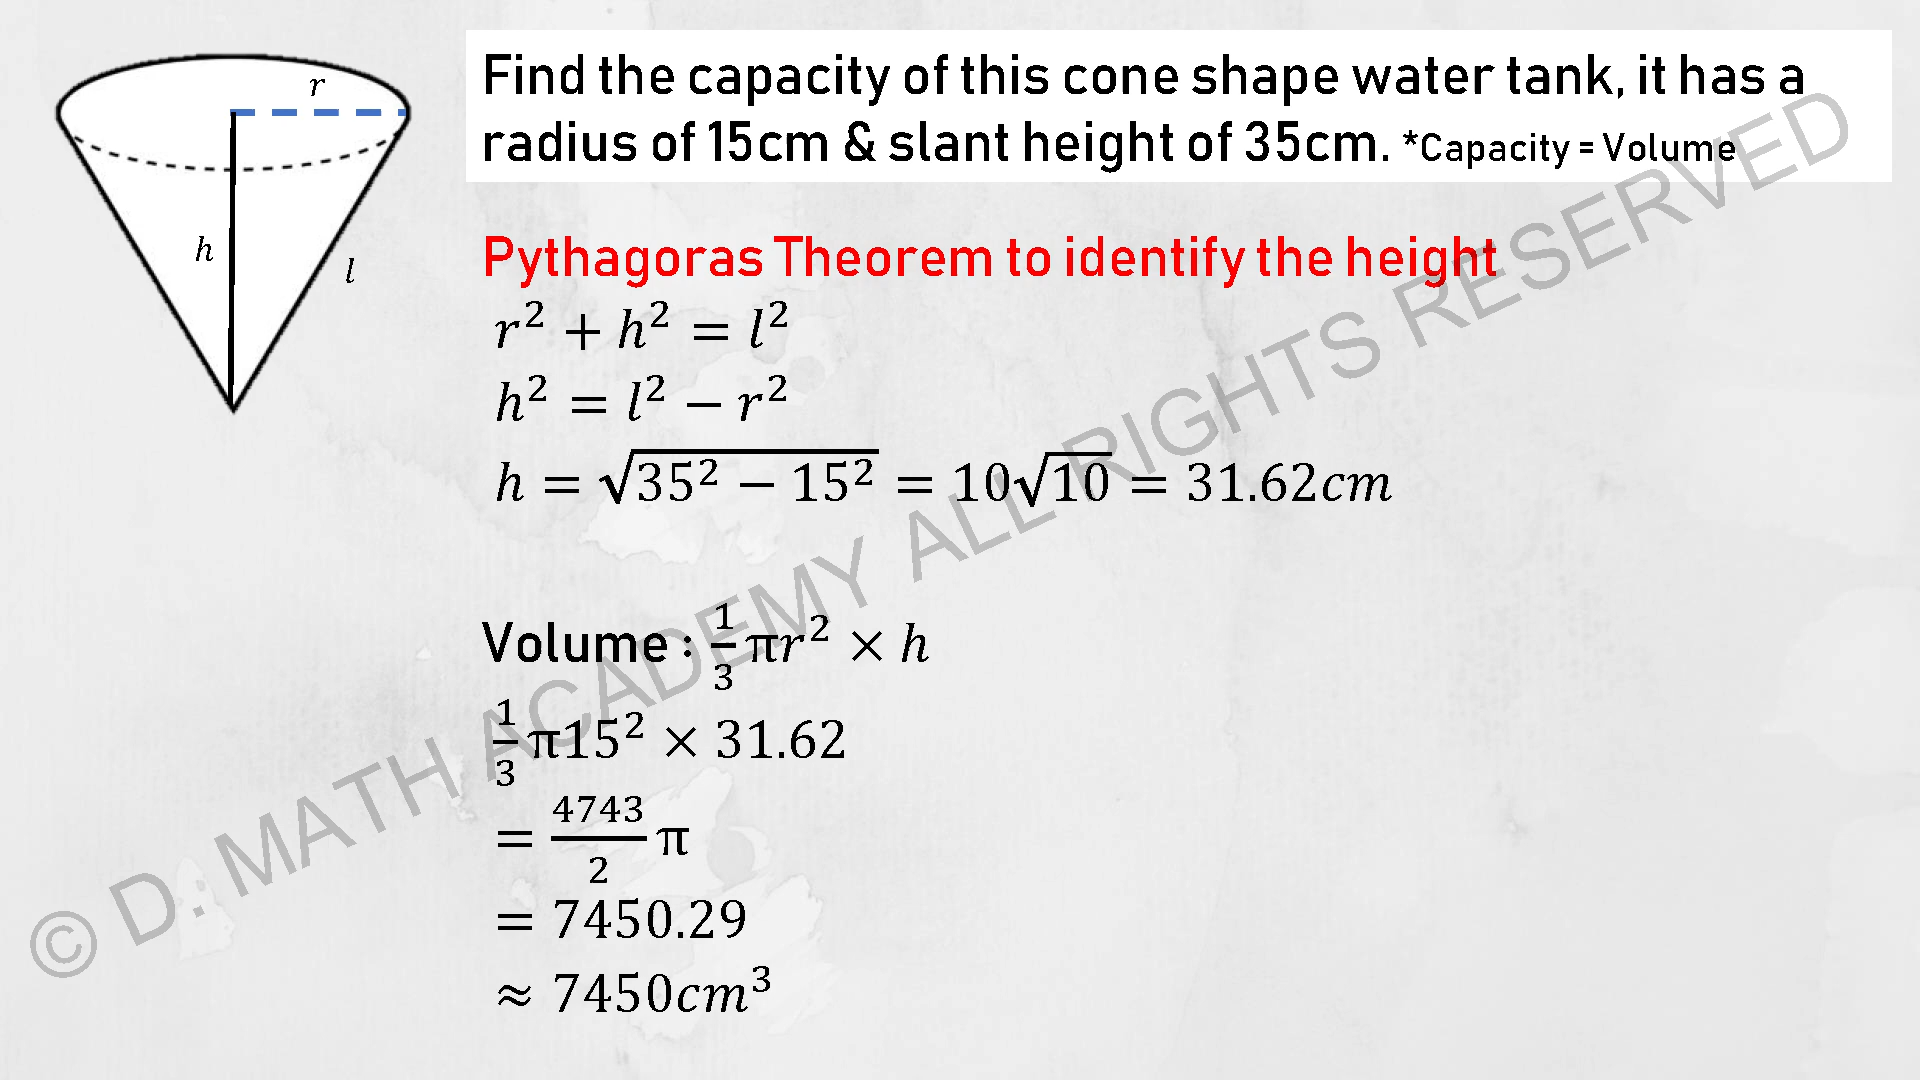 Find the capacity of this cone shape water tank, it has a
radius of 15cm & slant height of 35cm. *Capacity = Volume
r
h
l
Pythagoras Theorem to identify the height
r² + h² = l²
h² = l² − r²
h = √(35² − 15²) = 10√10 = 31.62cm
Volume : 1/3 πr² × h
1/3 π15² × 31.62
= 4743/2 π
= 7450.29
≈ 7450cm³
© D. MATH ACADEMY ALL RIGHTS RESERVED